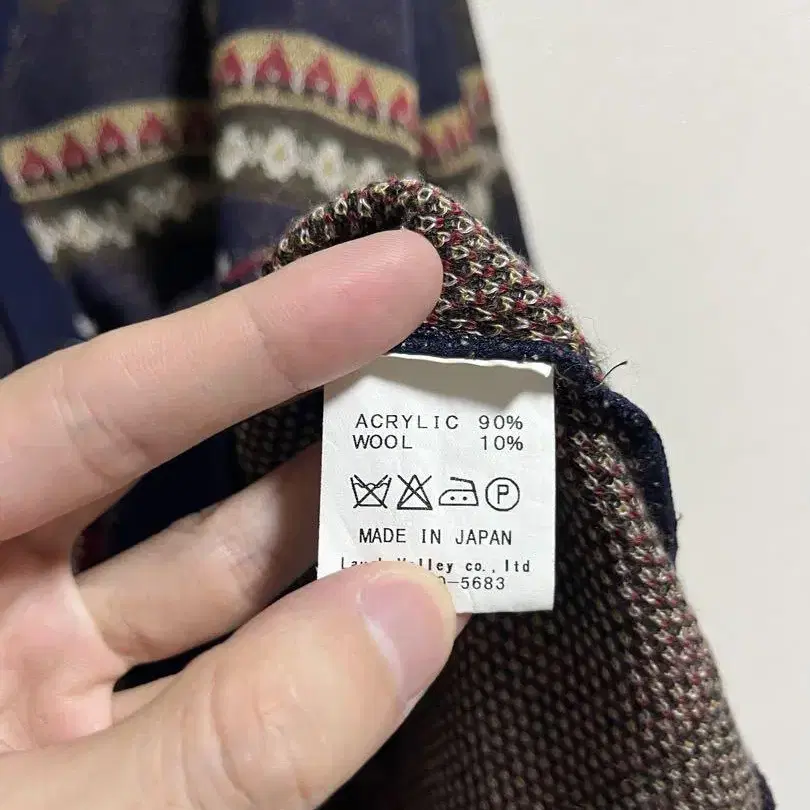 ACRYLIC 90%
WOOL 10%
P
MADE IN JAPAN
Valley co., ltd
-5683